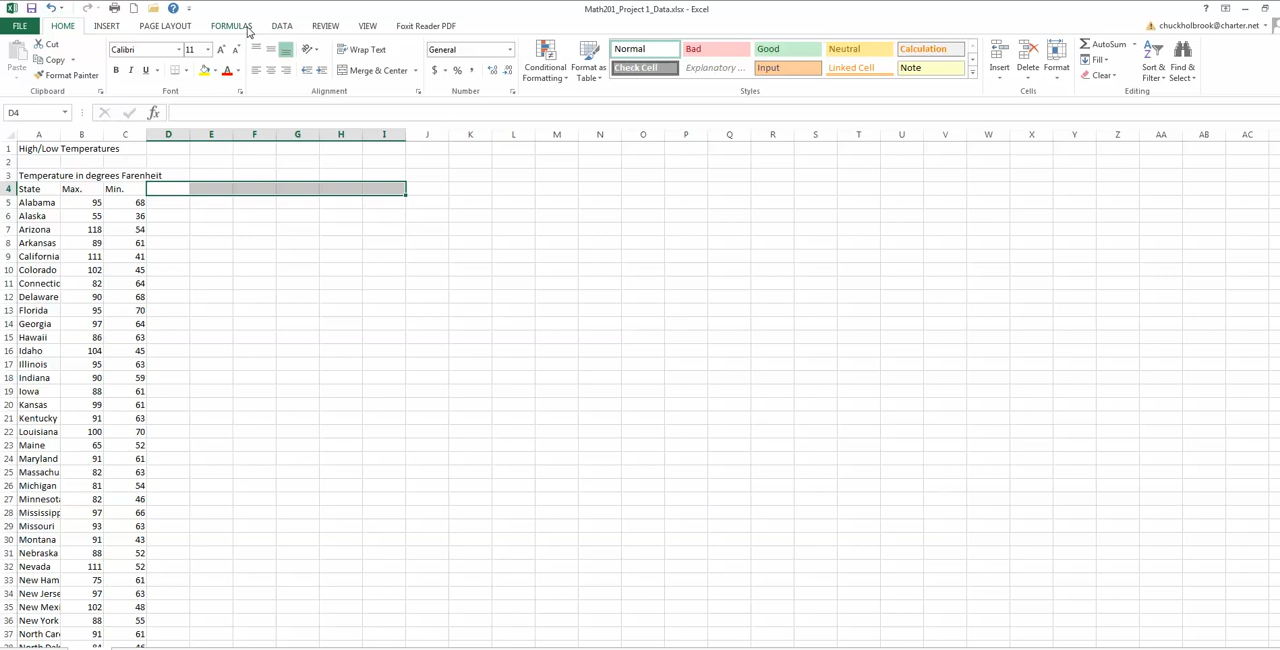 Math201_Project 1_Data.xlsx - Excel
FILE HOME INSERT PAGE LAYOUT FORMULAS DATA REVIEW VIEW Foxit Reader PDF chuckholbrook@charter.net
Paste Cut Copy Format Painter Clipboard
Calibri 11 B I U A Font
Wrap Text Merge & Center Alignment
General $ % , Number
Conditional Formatting Format as Table
Normal Bad Good Neutral Calculation
Check Cell Explanatory ... Input Linked Cell Note
Styles
Insert Delete Format Cells
AutoSum Fill Clear Sort & Filter Find & Select Editing
D4 fx
A B C D E F G H I J K L M N O P Q R S T U V W X Y Z AA AB AC
1 High/Low Temperatures
2
3 Temperature in degrees Farenheit
4 State Max. Min.
5 Alabama 95 68
6 Alaska 55 36
7 Arizona 118 54
8 Arkansas 89 61
9 California 111 41
10 Colorado 102 45
11 Connectic 82 64
12 Delaware 90 68
13 Florida 95 70
14 Georgia 97 64
15 Hawaii 86 63
16 Idaho 104 45
17 Illinois 95 63
18 Indiana 90 59
19 Iowa 88 61
20 Kansas 99 61
21 Kentucky 91 63
22 Louisiana 100 70
23 Maine 65 52
24 Maryland 91 61
25 Massachu 82 63
26 Michigan 81 54
27 Minnesota 82 46
28 Mississipp 97 66
29 Missouri 93 63
30 Montana 91 43
31 Nebraska 88 52
32 Nevada 111 52
33 New Ham 75 61
34 New Jerse 97 63
35 New Mexi 102 48
36 New York 88 55
37 North Car 91 61